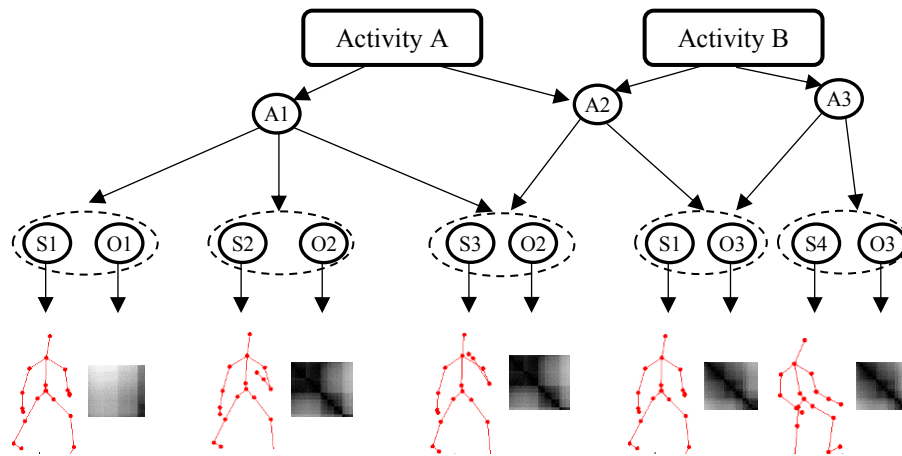 Activity A
Activity B
A1
A2
A3
S1
O1
S2
O2
S3
O2
S1
O3
S4
O3